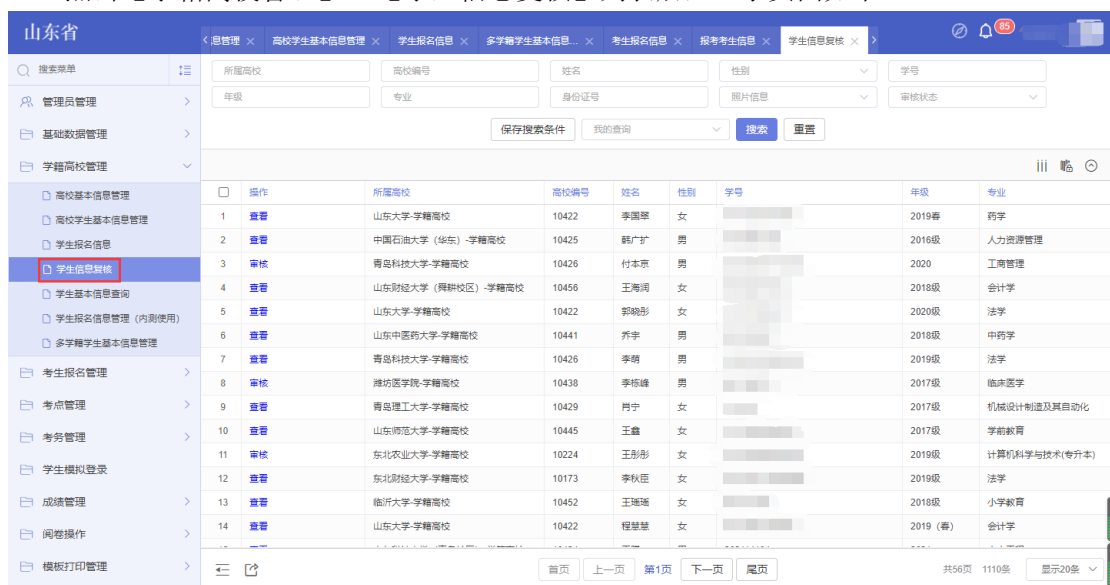 山东省
息管理 × 高校学生基本信息管理 × 学生报名信息 × 多学籍学生基本信息... × 考生报名信息 × 报考考生信息 × 学生信息复核 ×
85
搜索菜单
管理员管理
基础数据管理
学籍高校管理
高校基本信息管理
高校学生基本信息管理
学生报名信息
学生信息复核
学生基本信息查询
学生报名信息管理（内测使用）
多学籍学生基本信息管理
考生报名管理
考点管理
考务管理
学生模拟登录
成绩管理
阅卷操作
模板打印管理
所属高校 高校编号 姓名 性别 学号
年级 专业 身份证号 照片信息 审核状态
保存搜索条件 我的查询 搜索 重置
操作 所属高校 高校编号 姓名 性别 学号 年级 专业
1 查看 山东大学-学籍高校 10422 李国翠 女 2019春 药学
2 查看 中国石油大学（华东）-学籍高校 10425 韩广扩 男 2016级 人力资源管理
3 审核 青岛科技大学-学籍高校 10426 付本京 男 2020 工商管理
4 查看 山东财经大学（舜耕校区）-学籍高校 10456 王海润 女 2018级 会计学
5 查看 山东大学-学籍高校 10422 郭晓彤 女 2020级 法学
6 查看 山东中医药大学-学籍高校 10441 乔宇 男 2018级 中药学
7 查看 青岛科技大学-学籍高校 10426 李萌 男 2019级 法学
8 审核 潍坊医学院-学籍高校 10438 李栎峰 男 2017级 临床医学
9 查看 青岛理工大学-学籍高校 10429 肖宁 女 2017级 机械设计制造及其自动化
10 查看 山东师范大学-学籍高校 10445 王鑫 女 2017级 学前教育
11 审核 东北农业大学-学籍高校 10224 王彤彤 女 2019级 计算机科学与技术(专升本)
12 查看 东北财经大学-学籍高校 10173 李秋臣 女 2019级 法学
13 查看 临沂大学-学籍高校 10452 王瑶瑶 女 2018级 小学教育
14 查看 山东大学-学籍高校 10422 程慧慧 女 2019（春） 会计学
首页 上一页 第1页 下一页 尾页 共56页 1110条 显示20条